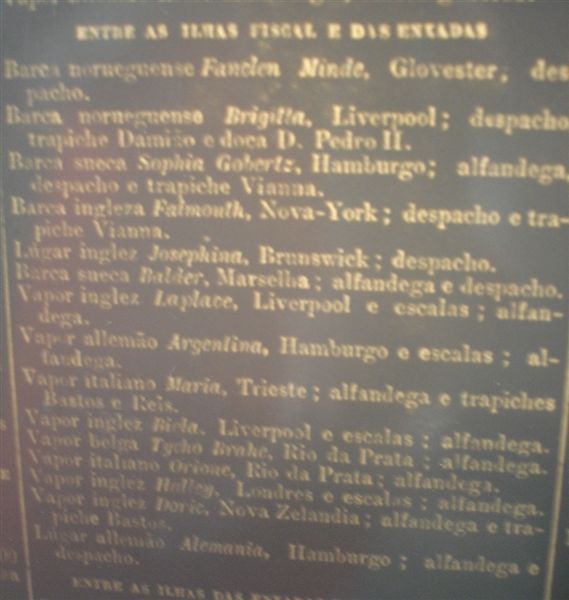 ENTRE AS ILHAS FISCAL E DAS ENXADAS
Barca norueguense Fanclen Minde, Glovester, des
pacho.
Barca norueguense Brigitta, Liverpool; despacho
trapiche Damião e doca D. Pedro II.
Barca sueca Sophia Gobertz, Hamburgo; alfandega,
despacho e trapiche Vianna.
Barca ingleza Falmouth, Nova-York; despacho e tra-
piche Vianna.
Lúgar inglez Josephina, Brunswick; despacho.
Barca sueca Balder, Marselha; alfandega e despacho.
Vapor inglez Laplace, Liverpool e escalas; alfan-
dega.
Vapor allemão Argentina, Hamburgo e escalas; al-
fandega.
Vapor italiano Maria, Trieste; alfandega e trapiches
Bastos e Reis.
Vapor inglez Biela, Liverpool e escalas; alfandega.
Vapor belga Tycho Brahe, Rio da Prata; alfandega.
Vapor italiano Orione, Rio da Prata; alfandega.
Vapor inglez Halley, Londres e escalas; alfandega.
Vapor inglez Doric, Nova Zelandia; alfandega e tra-
piche Bastos.
Lúgar allemão Alemania, Hamburgo; alfandega e
despacho.
ENTRE AS ILHAS DAS ENXADAS